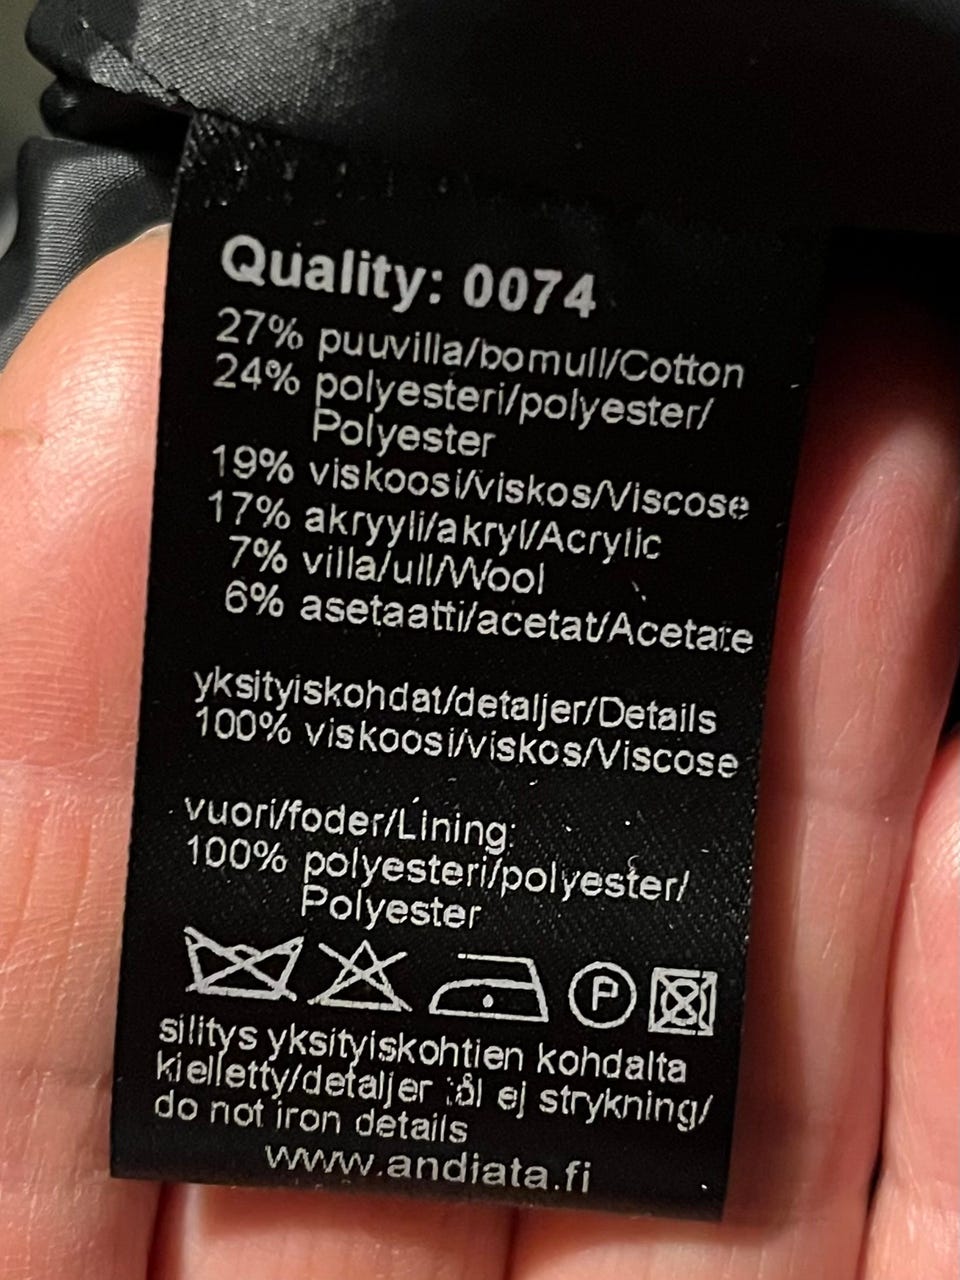 Quality: 0074
27% puuvilla/bomull/Cotton
24% polyesteri/polyester/
Polyester
19% viskoosi/viskos/Viscose
17% akryyli/akryl/Acrylic
7% villa/ull/Wool
6% asetaatti/acetat/Acetate
yksityiskohdat/detaljer/Details
100% viskoosi/viskos/Viscose
vuori/foder/Lining:
100% polyesteri/polyester/
Polyester
P
silitys yksityiskohtien kohdalta
kielletty/detaljer tål ej strykning/
do not iron details
www.andiata.fi